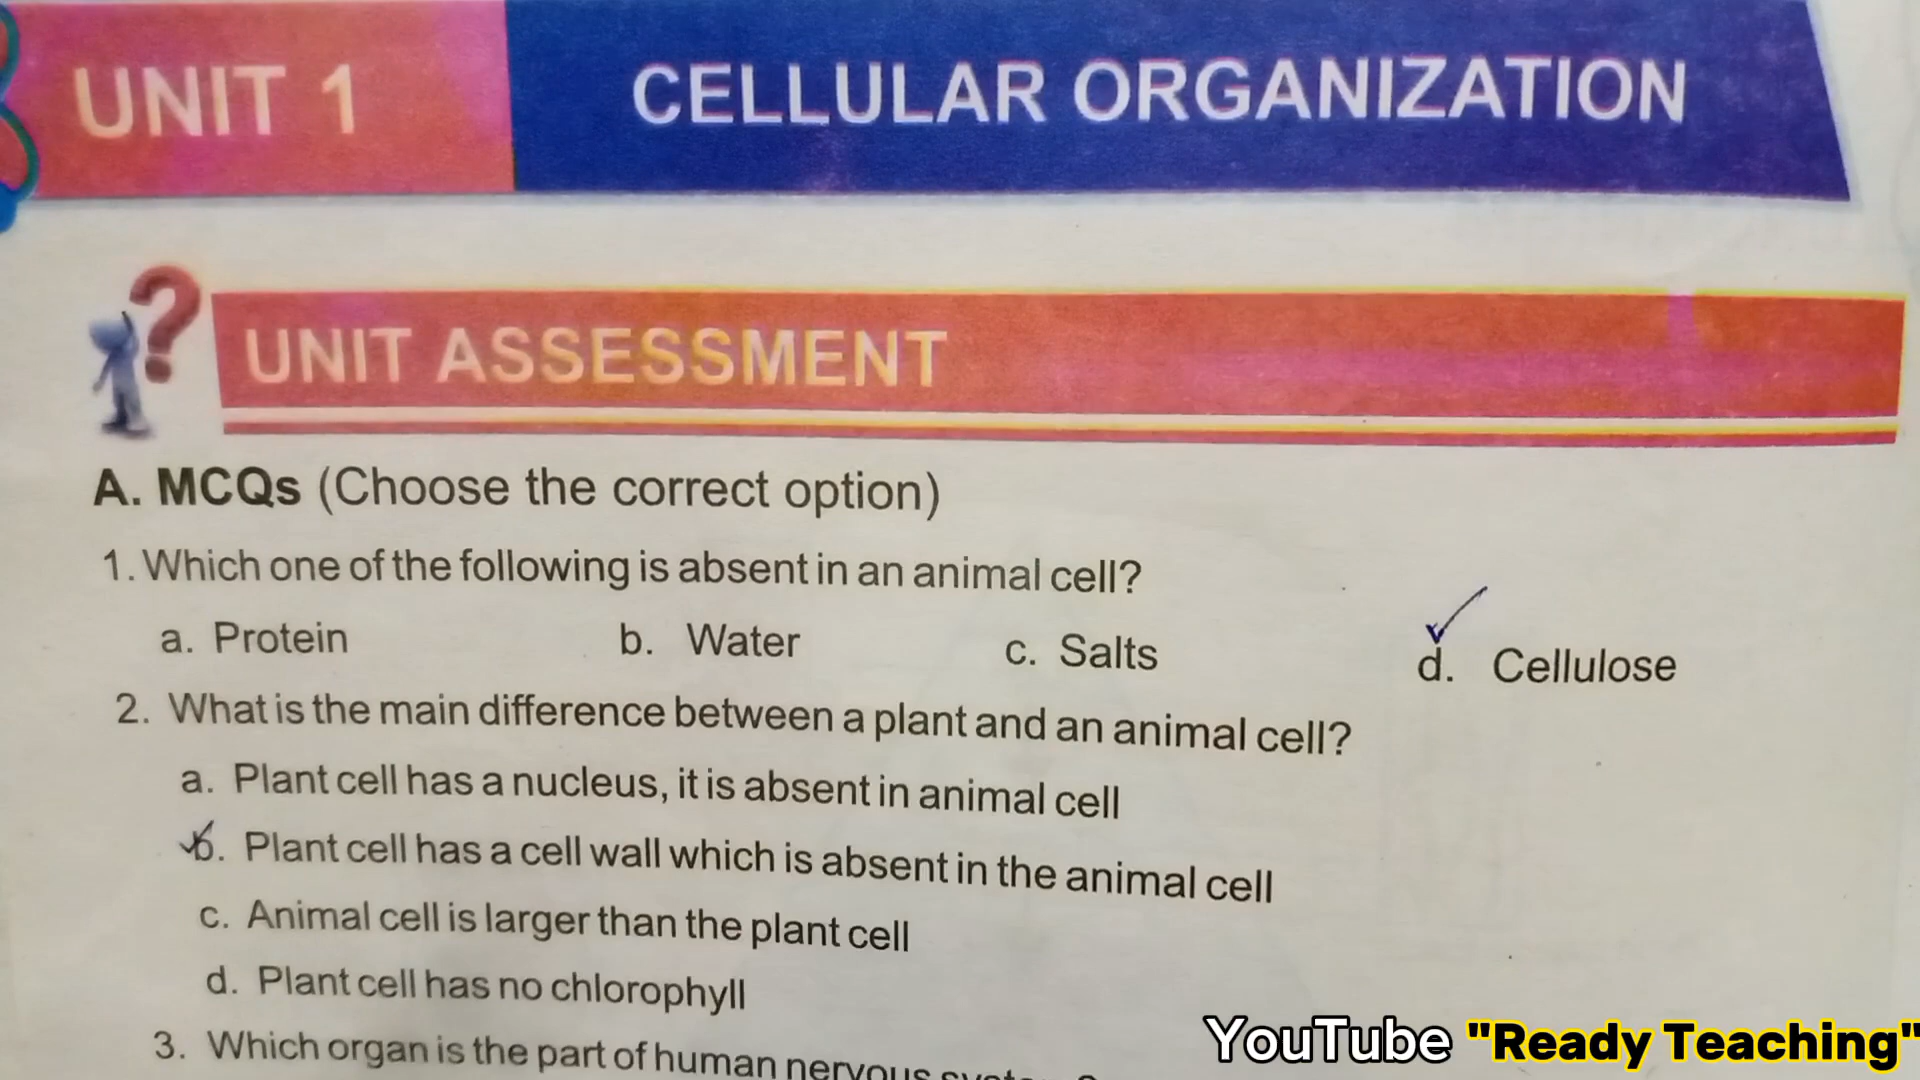 UNIT 1 CELLULAR ORGANIZATION
?
UNIT ASSESSMENT
A. MCQs (Choose the correct option)
1. Which one of the following is absent in an animal cell?
a. Protein b. Water c. Salts d. Cellulose
2. What is the main difference between a plant and an animal cell?
a. Plant cell has a nucleus, it is absent in animal cell
b. Plant cell has a cell wall which is absent in the animal cell
c. Animal cell is larger than the plant cell
d. Plant cell has no chlorophyll
3. Which organ is the part of human nervous
YouTube "Ready Teaching"